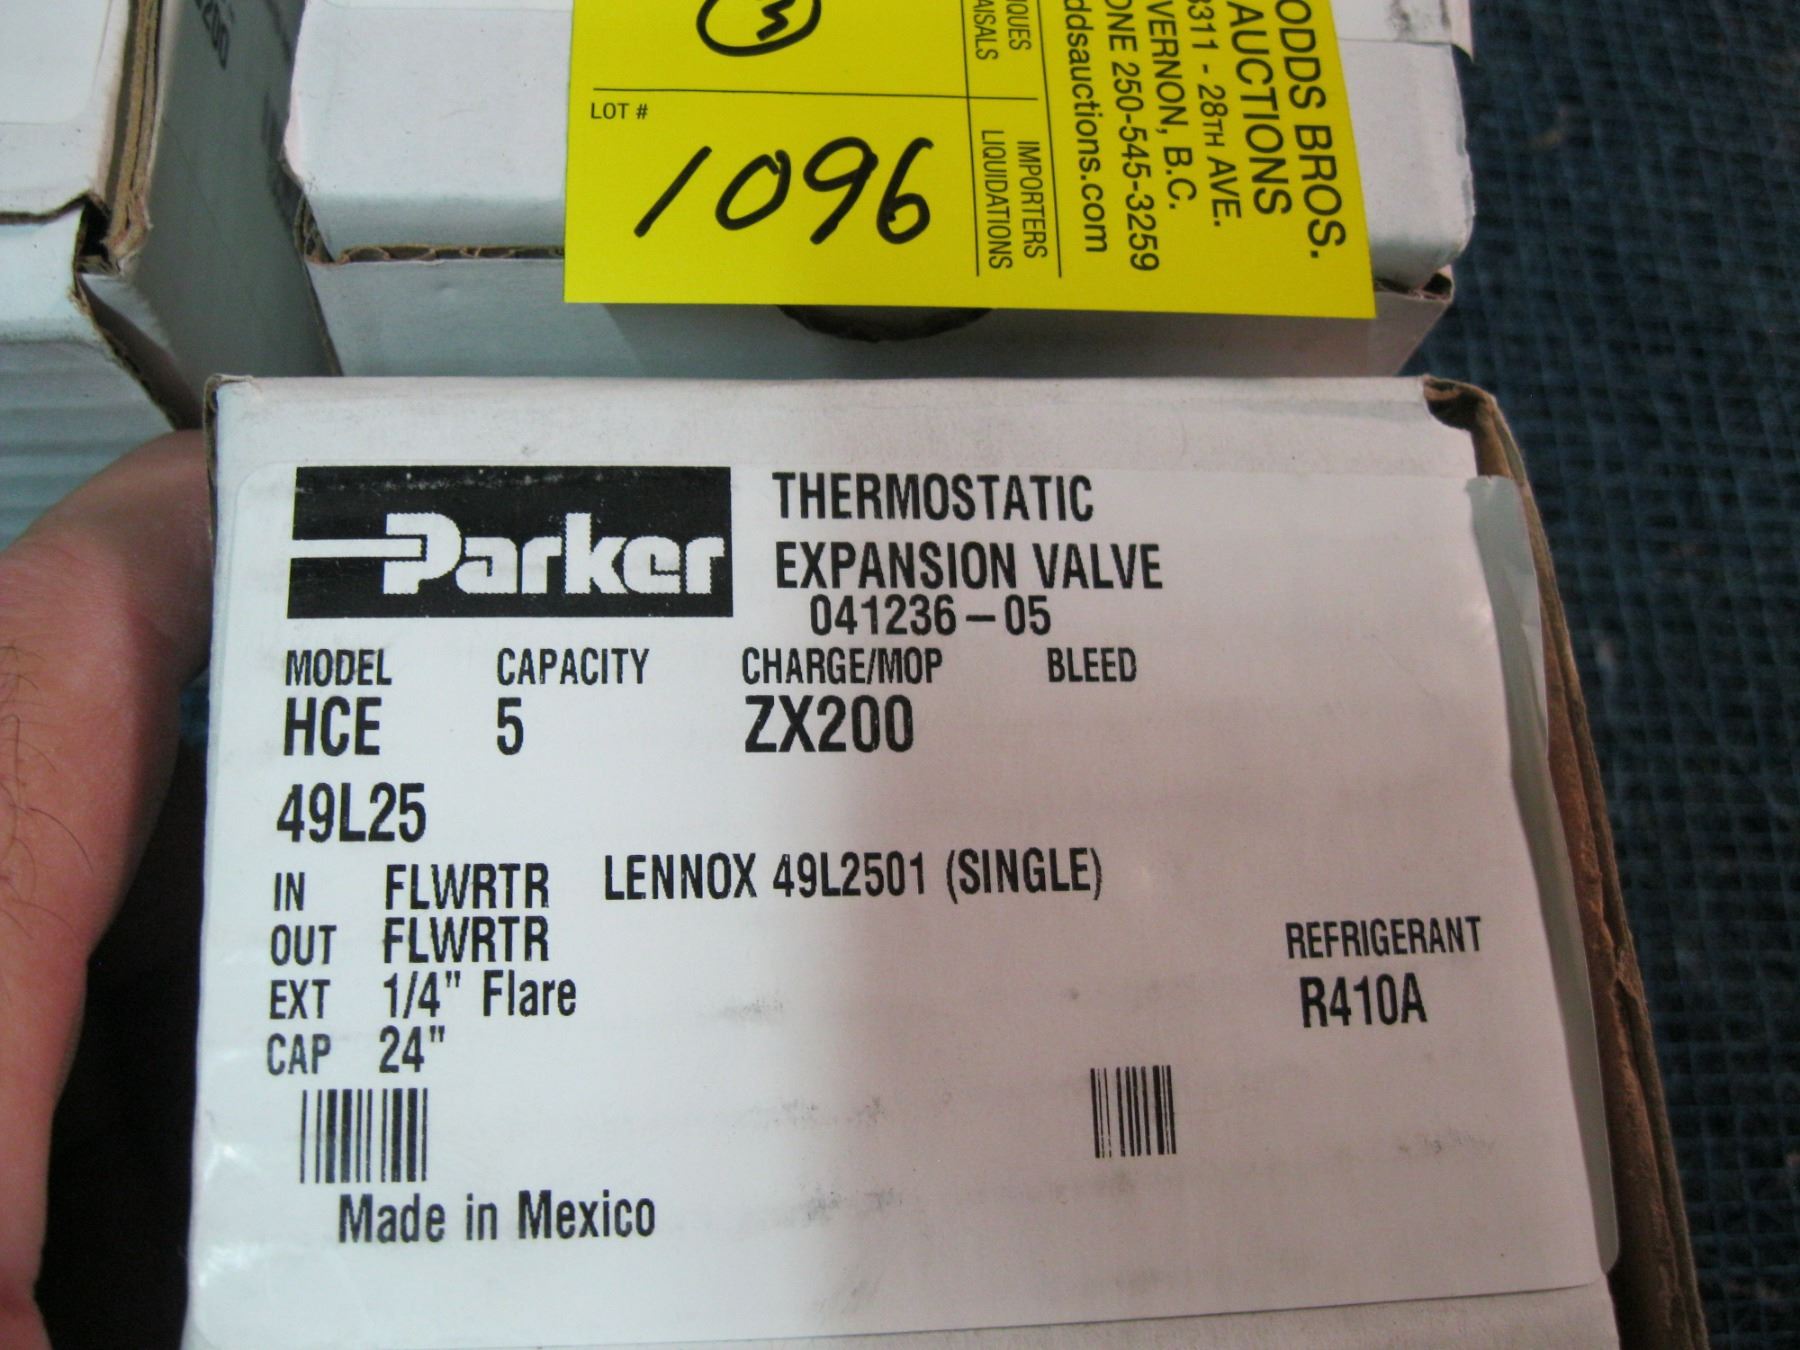 LOT #
1096
IMPORTERS
LIQUIDATIONS
ODDS BROS.
AUCTIONS
3311 - 28TH AVE.
VERNON, B.C.
ONE 250-545-3259
ddsauctions.com
Parker
THERMOSTATIC
EXPANSION VALVE
041236-05
MODEL CAPACITY CHARGE/MOP BLEED
HCE 5 ZX200
49L25
IN FLWRTR LENNOX 49L2501 (SINGLE)
OUT FLWRTR
EXT 1/4" Flare
CAP 24"
REFRIGERANT
R410A
Made in Mexico